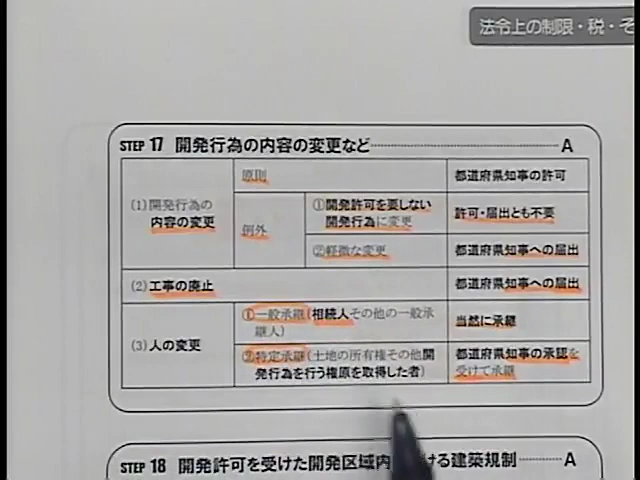 法令上の制限・税・そ
STEP 17 開発行為の内容の変更など A
原則
都道府県知事の許可
(1)開発行為の
内容の変更
例外
①開発許可を要しない
開発行為に変更
許可・届出とも不要
②軽微な変更
都道府県知事への届出
(2)工事の廃止
都道府県知事への届出
(3)人の変更
①一般承継(相続人その他の一般承
継人)
当然に承継
②特定承継(土地の所有権その他開
発行為を行う権原を取得した者)
都道府県知事の承認を
受けて承継
STEP 18 開発許可を受けた開発区域内 ける建築規制 A